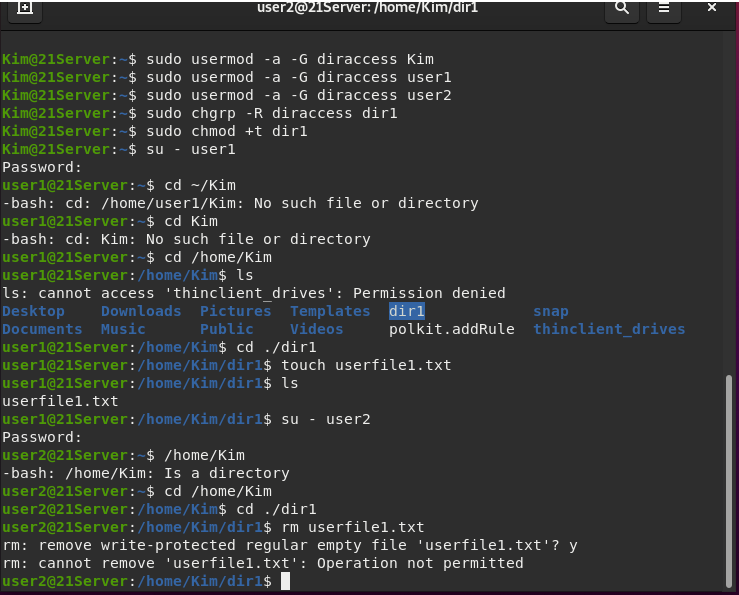 user2@21Server: /home/Kim/dir1
Kim@21Server:~$ sudo usermod -a -G diraccess Kim
Kim@21Server:~$ sudo usermod -a -G diraccess user1
Kim@21Server:~$ sudo usermod -a -G diraccess user2
Kim@21Server:~$ sudo chgrp -R diraccess dir1
Kim@21Server:~$ sudo chmod +t dir1
Kim@21Server:~$ su - user1
Password:
user1@21Server:~$ cd ~/Kim
-bash: cd: /home/user1/Kim: No such file or directory
user1@21Server:~$ cd Kim
-bash: cd: Kim: No such file or directory
user1@21Server:~$ cd /home/Kim
user1@21Server:/home/Kim$ ls
ls: cannot access 'thinclient_drives': Permission denied
Desktop Downloads Pictures Templates dir1 snap
Documents Music Public Videos polkit.addRule thinclient_drives
user1@21Server:/home/Kim$ cd ./dir1
user1@21Server:/home/Kim/dir1$ touch userfile1.txt
user1@21Server:/home/Kim/dir1$ ls
userfile1.txt
user1@21Server:/home/Kim/dir1$ su - user2
Password:
user2@21Server:~$ /home/Kim
-bash: /home/Kim: Is a directory
user2@21Server:~$ cd /home/Kim
user2@21Server:/home/Kim$ cd ./dir1
user2@21Server:/home/Kim/dir1$ rm userfile1.txt
rm: remove write-protected regular empty file 'userfile1.txt'? y
rm: cannot remove 'userfile1.txt': Operation not permitted
user2@21Server:/home/Kim/dir1$